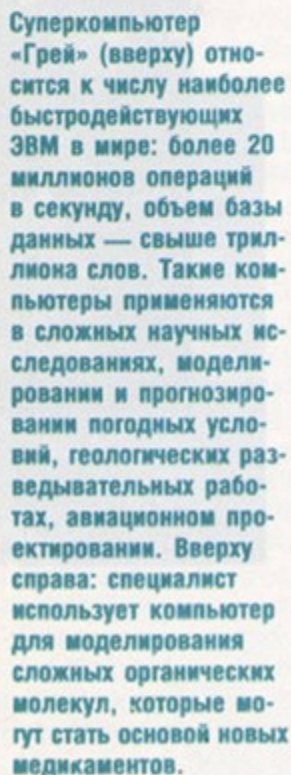 Суперкомпьютер
«Грей» (вверху) отно-
сится к числу наиболее
быстродействующих
ЭВМ в мире: более 20
миллионов операций
в секунду, объем базы
данных — свыше трил-
лиона слов. Такие ком-
пьютеры применяются
в сложных научных ис-
следованиях, модели-
ровании и прогнозиро-
вании погодных усло-
вий, геологических раз-
ведывательных рабо-
тах, авиационном про-
ектировании. Вверху
справа: специалист
использует компьютер
для моделирования
сложных органических
молекул, которые мо-
гут стать основой новых
медикаментов.